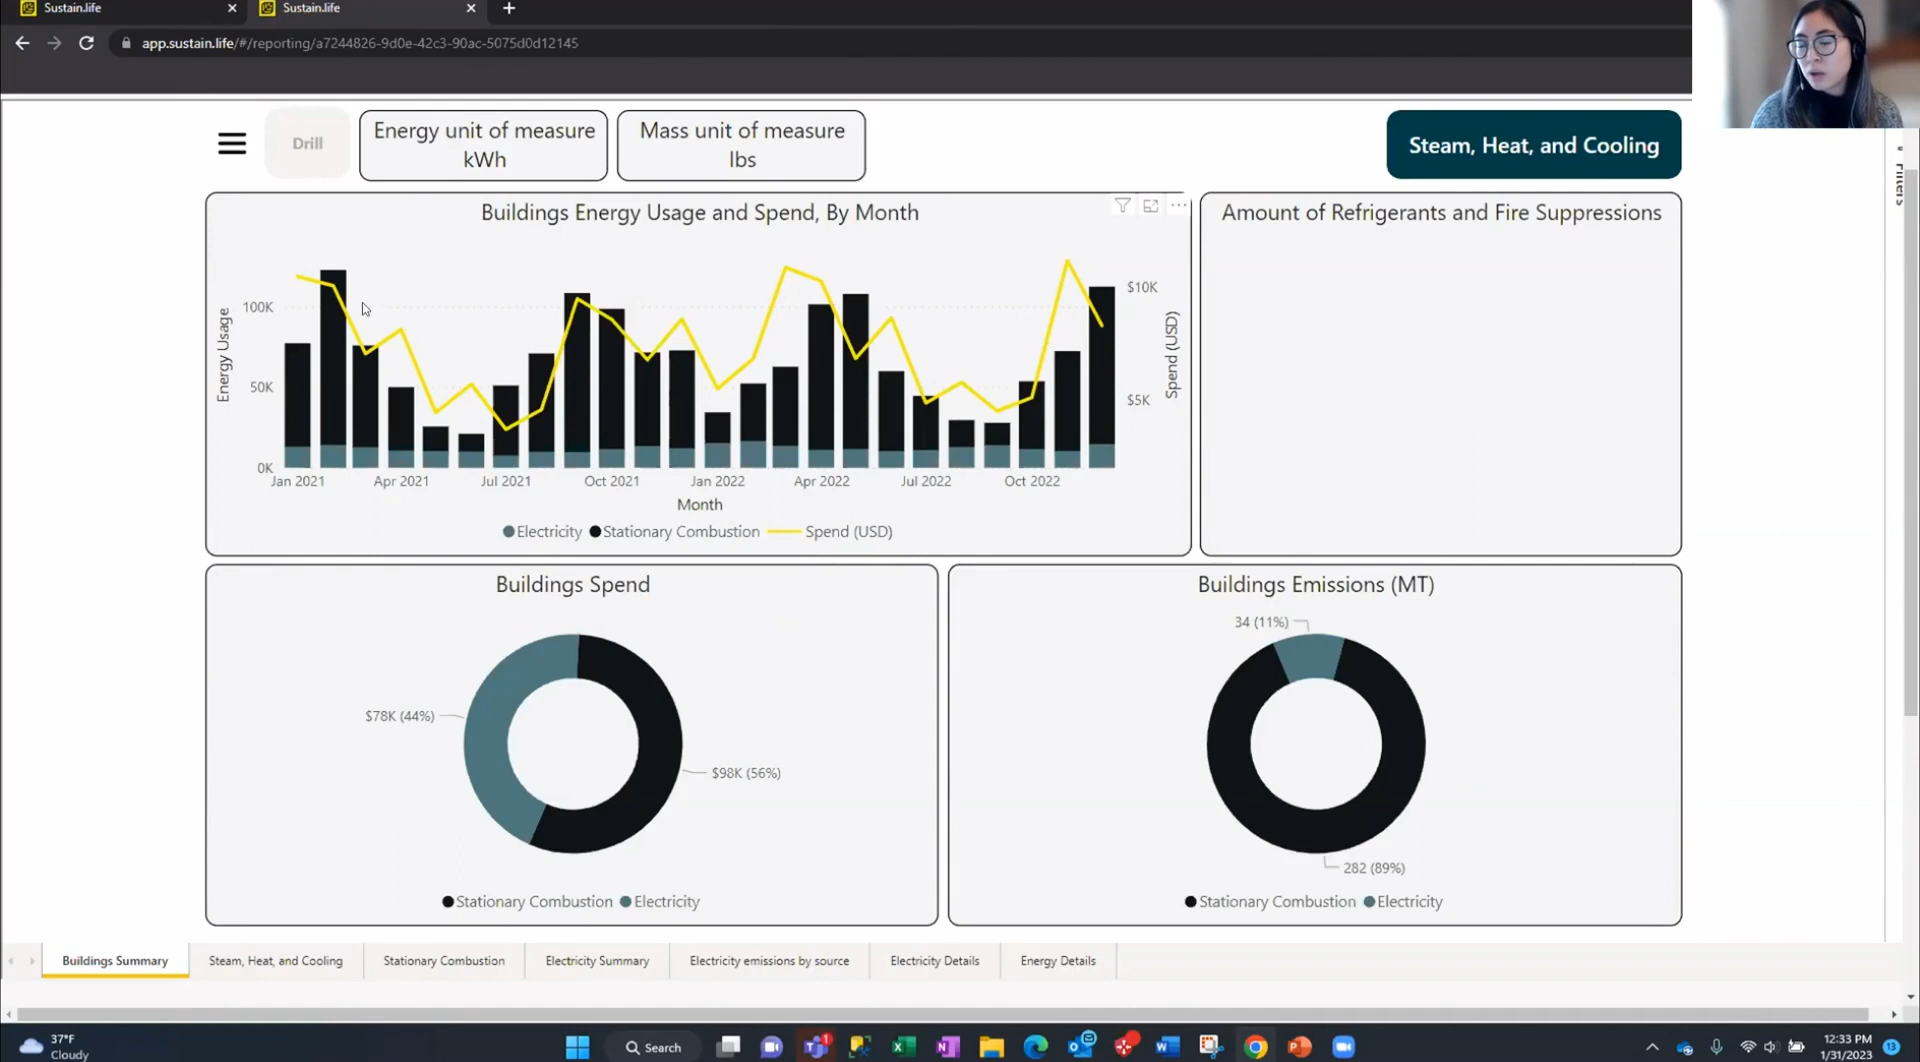 Sustain.life
Sustain.life
app.sustain.life/#/reporting/a7244826-9d0e-42c3-90ac-5075d0d12145
Drill
Energy unit of measure
kWh
Mass unit of measure
lbs
Steam, Heat, and Cooling
Filters
Buildings Energy Usage and Spend, By Month
Energy Usage
100K
50K
0K
$10K
$5K
Spend (USD)
Jan 2021
Apr 2021
Jul 2021
Oct 2021
Jan 2022
Apr 2022
Jul 2022
Oct 2022
Month
Electricity
Stationary Combustion
Spend (USD)
Amount of Refrigerants and Fire Suppressions
Buildings Spend
$78K (44%)
$98K (56%)
Stationary Combustion
Electricity
Buildings Emissions (MT)
34 (11%)
282 (89%)
Stationary Combustion
Electricity
Buildings Summary
Steam, Heat, and Cooling
Stationary Combustion
Electricity Summary
Electricity emissions by source
Electricity Details
Energy Details
37°F
Cloudy
Search
1
12:33 PM
1/31/2023
13